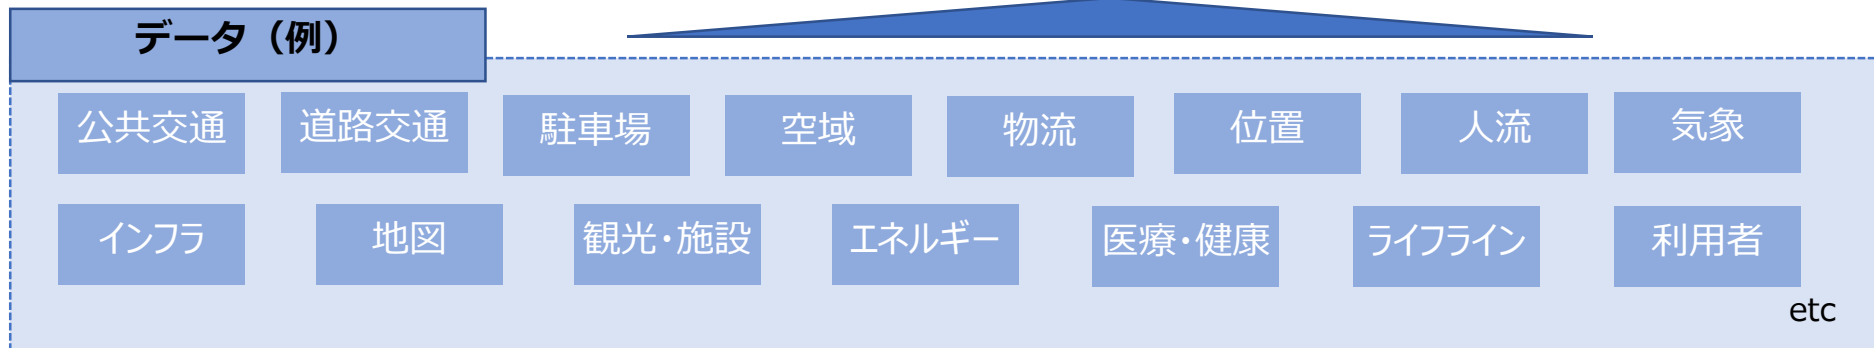 データ（例）
公共交通 道路交通 駐車場 空域 物流 位置 人流 気象
インフラ 地図 観光・施設 エネルギー 医療・健康 ライフライン 利用者
etc